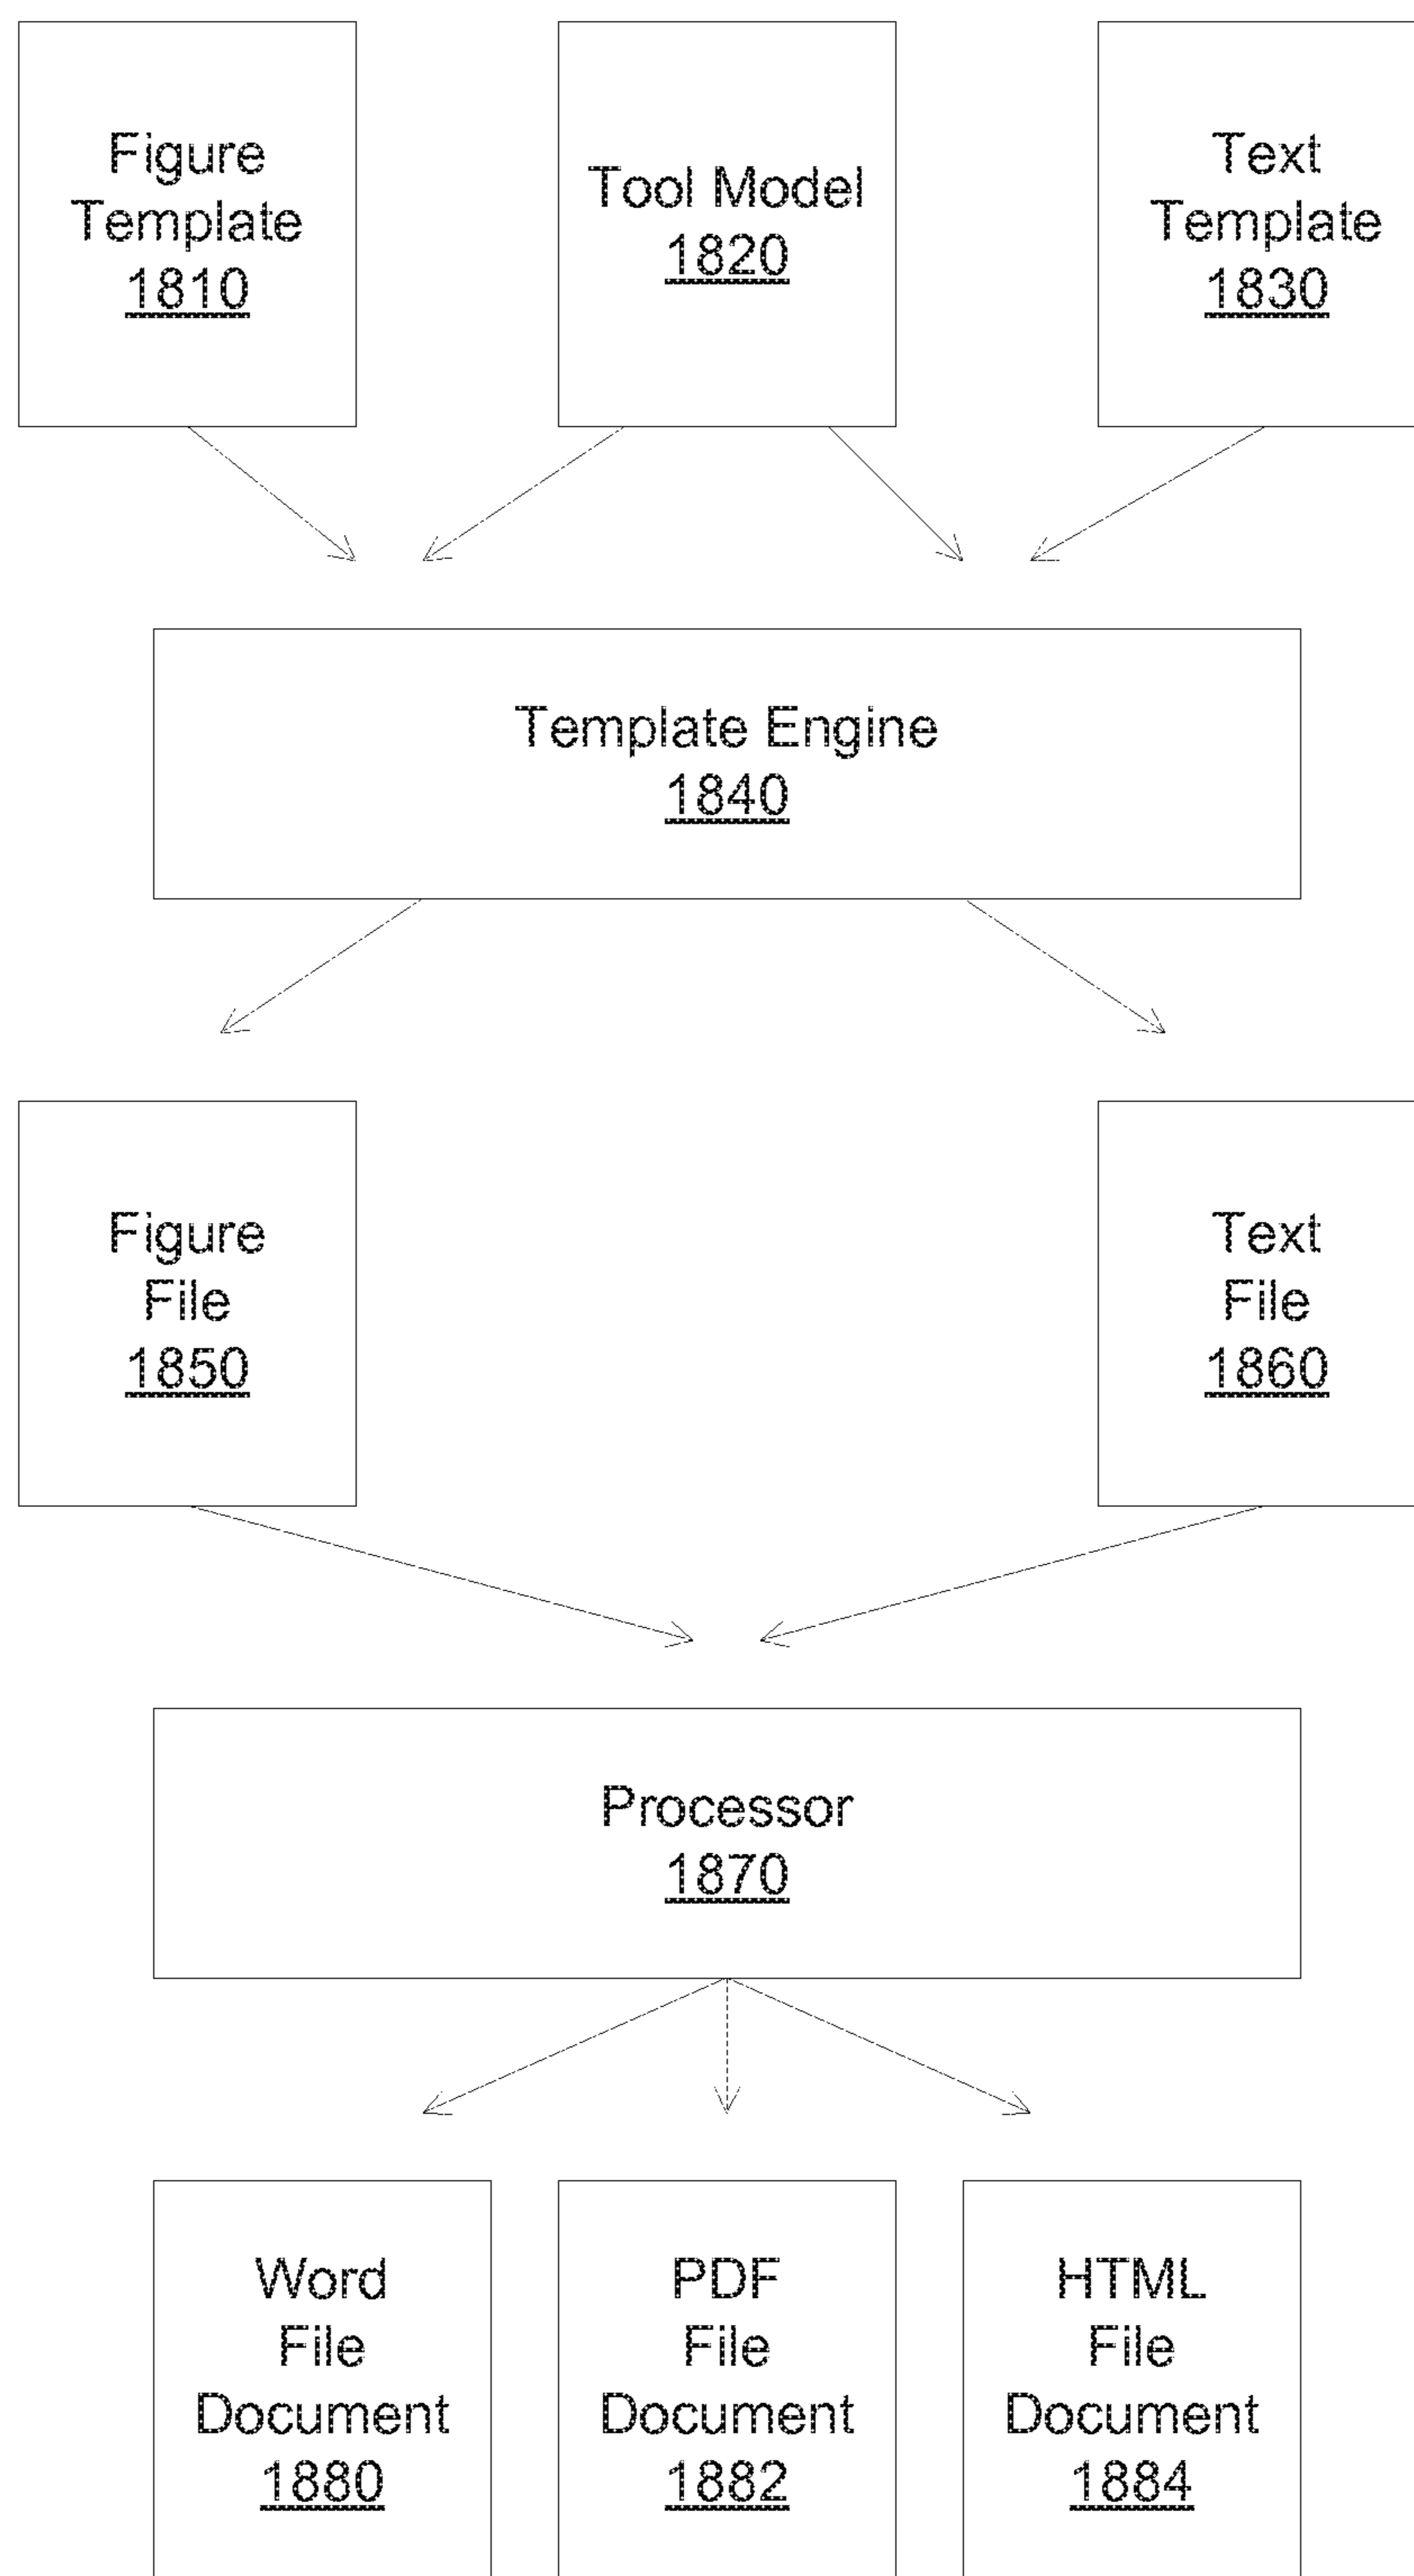 Figure
Template
1810
Tool Model
1820
Text
Template
1830
Template Engine
1840
Figure
File
1850
Text
File
1860
Processor
1870
Word
File
Document
1880
PDF
File
Document
1882
HTML
File
Document
1884